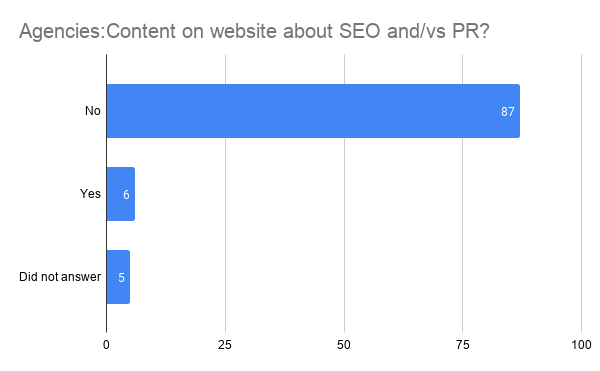 Agencies:Content on website about SEO and/vs PR?
No
87
Yes
6
Did not answer
5
0
25
50
75
100